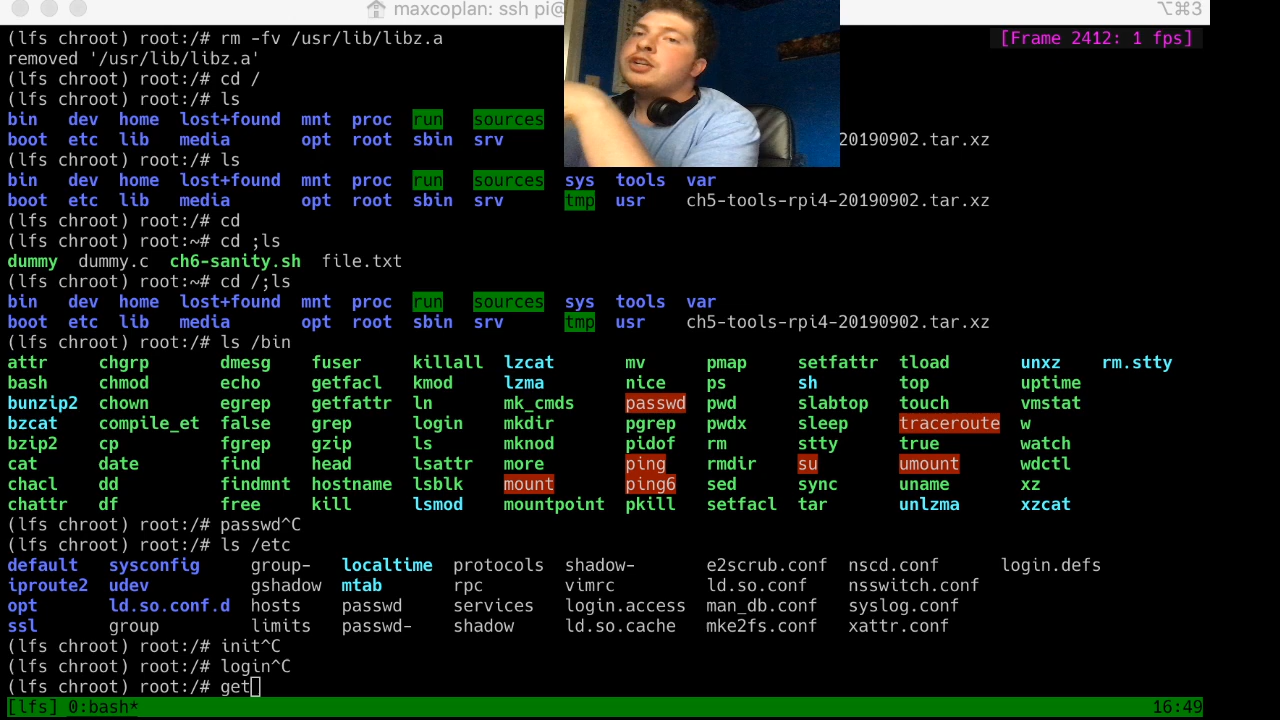 maxcoplan: ssh pi@ ⌥⌘3
(lfs chroot) root:/# rm -fv /usr/lib/libz.a [Frame 2412: 1 fps]
removed '/usr/lib/libz.a'
(lfs chroot) root:/# cd /
(lfs chroot) root:/# ls
bin dev home lost+found mnt proc run sources
boot etc lib media opt root sbin srv 20190902.tar.xz
(lfs chroot) root:/# ls
bin dev home lost+found mnt proc run sources sys tools var
boot etc lib media opt root sbin srv tmp usr ch5-tools-rpi4-20190902.tar.xz
(lfs chroot) root:/# cd
(lfs chroot) root:~# cd ;ls
dummy dummy.c ch6-sanity.sh file.txt
(lfs chroot) root:~# cd /;ls
bin dev home lost+found mnt proc run sources sys tools var
boot etc lib media opt root sbin srv tmp usr ch5-tools-rpi4-20190902.tar.xz
(lfs chroot) root:/# ls /bin
attr chgrp dmesg fuser killall lzcat mv pmap setfattr tload unxz rm.stty
bash chmod echo getfacl kmod lzma nice ps sh top uptime
bunzip2 chown egrep getfattr ln mk_cmds passwd pwd slabtop touch vmstat
bzcat compile_et false grep login mkdir pgrep pwdx sleep traceroute w
bzip2 cp fgrep gzip ls mknod pidof rm stty true watch
cat date find head lsattr more ping rmdir su umount wdctl
chacl dd findmnt hostname lsblk mount ping6 sed sync uname xz
chattr df free kill lsmod mountpoint pkill setfacl tar unlzma xzcat
(lfs chroot) root:/# passwd^C
(lfs chroot) root:/# ls /etc
default sysconfig group- localtime protocols shadow- e2scrub.conf nscd.conf login.defs
iproute2 udev gshadow mtab rpc vimrc ld.so.conf nsswitch.conf
opt ld.so.conf.d hosts passwd services login.access man_db.conf syslog.conf
ssl group limits passwd- shadow ld.so.cache mke2fs.conf xattr.conf
(lfs chroot) root:/# init^C
(lfs chroot) root:/# login^C
(lfs chroot) root:/# get
[lfs] 0:bash* 16:49